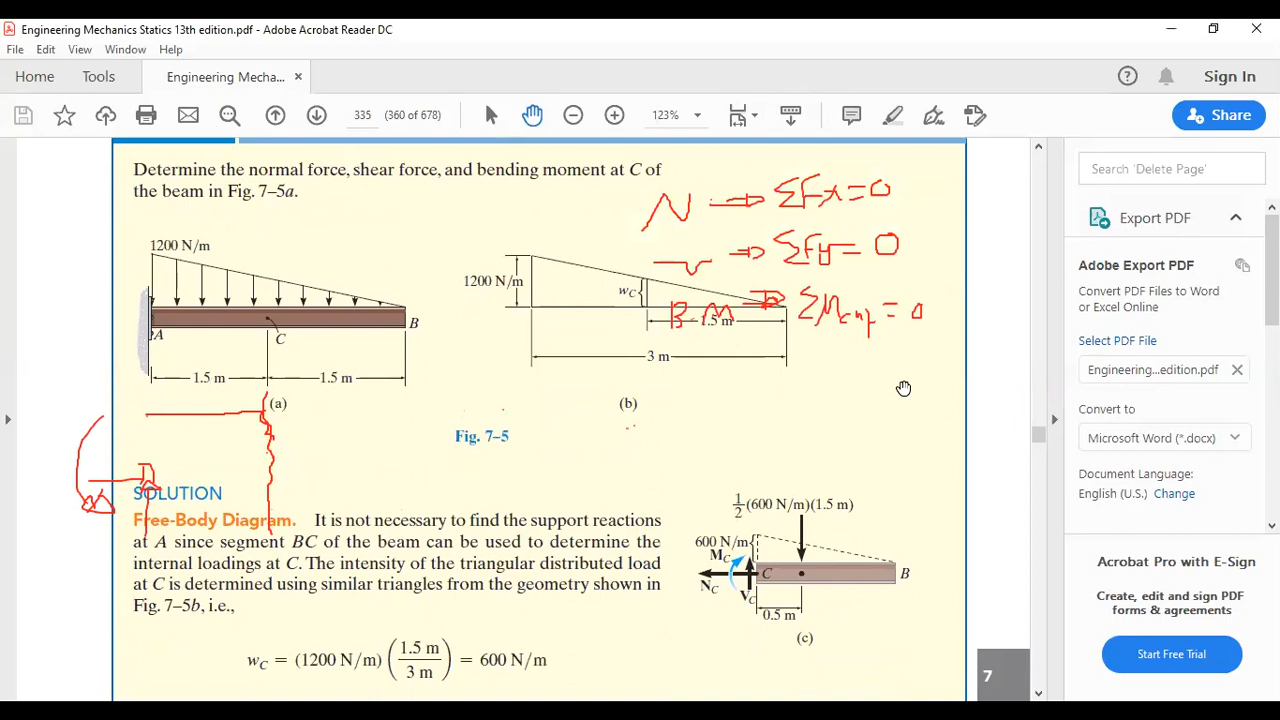 Engineering Mechanics Statics 13th edition.pdf - Adobe Acrobat Reader DC
File Edit View Window Help
Home Tools Engineering Mecha... × Sign In
335 (360 of 678) 123% Share
Determine the normal force, shear force, and bending moment at C of
the beam in Fig. 7–5a.
N → ΣFx = 0
V → ΣFy = 0
B.M → ΣMcut = 0
1200 N/m
A
C
B
1.5 m 1.5 m
(a)
1200 N/m
wC
1.5 m
3 m
(b)
Fig. 7–5
SOLUTION
Free-Body Diagram. It is not necessary to find the support reactions
at A since segment BC of the beam can be used to determine the
internal loadings at C. The intensity of the triangular distributed load
at C is determined using similar triangles from the geometry shown in
Fig. 7–5b, i.e.,
wC = (1200 N/m) (1.5 m / 3 m) = 600 N/m
1/2 (600 N/m)(1.5 m)
600 N/m
MC
C
B
NC
VC
0.5 m
(c)
7
Search 'Delete Page'...
Export PDF
Adobe Export PDF
Convert PDF Files to Word
or Excel Online
Select PDF File
Engineering...edition.pdf ×
Convert to
Microsoft Word (*.docx)
Document Language:
English (U.S.) Change
Acrobat Pro with E-Sign
Create, edit and sign PDF
forms & agreements
Start Free Trial